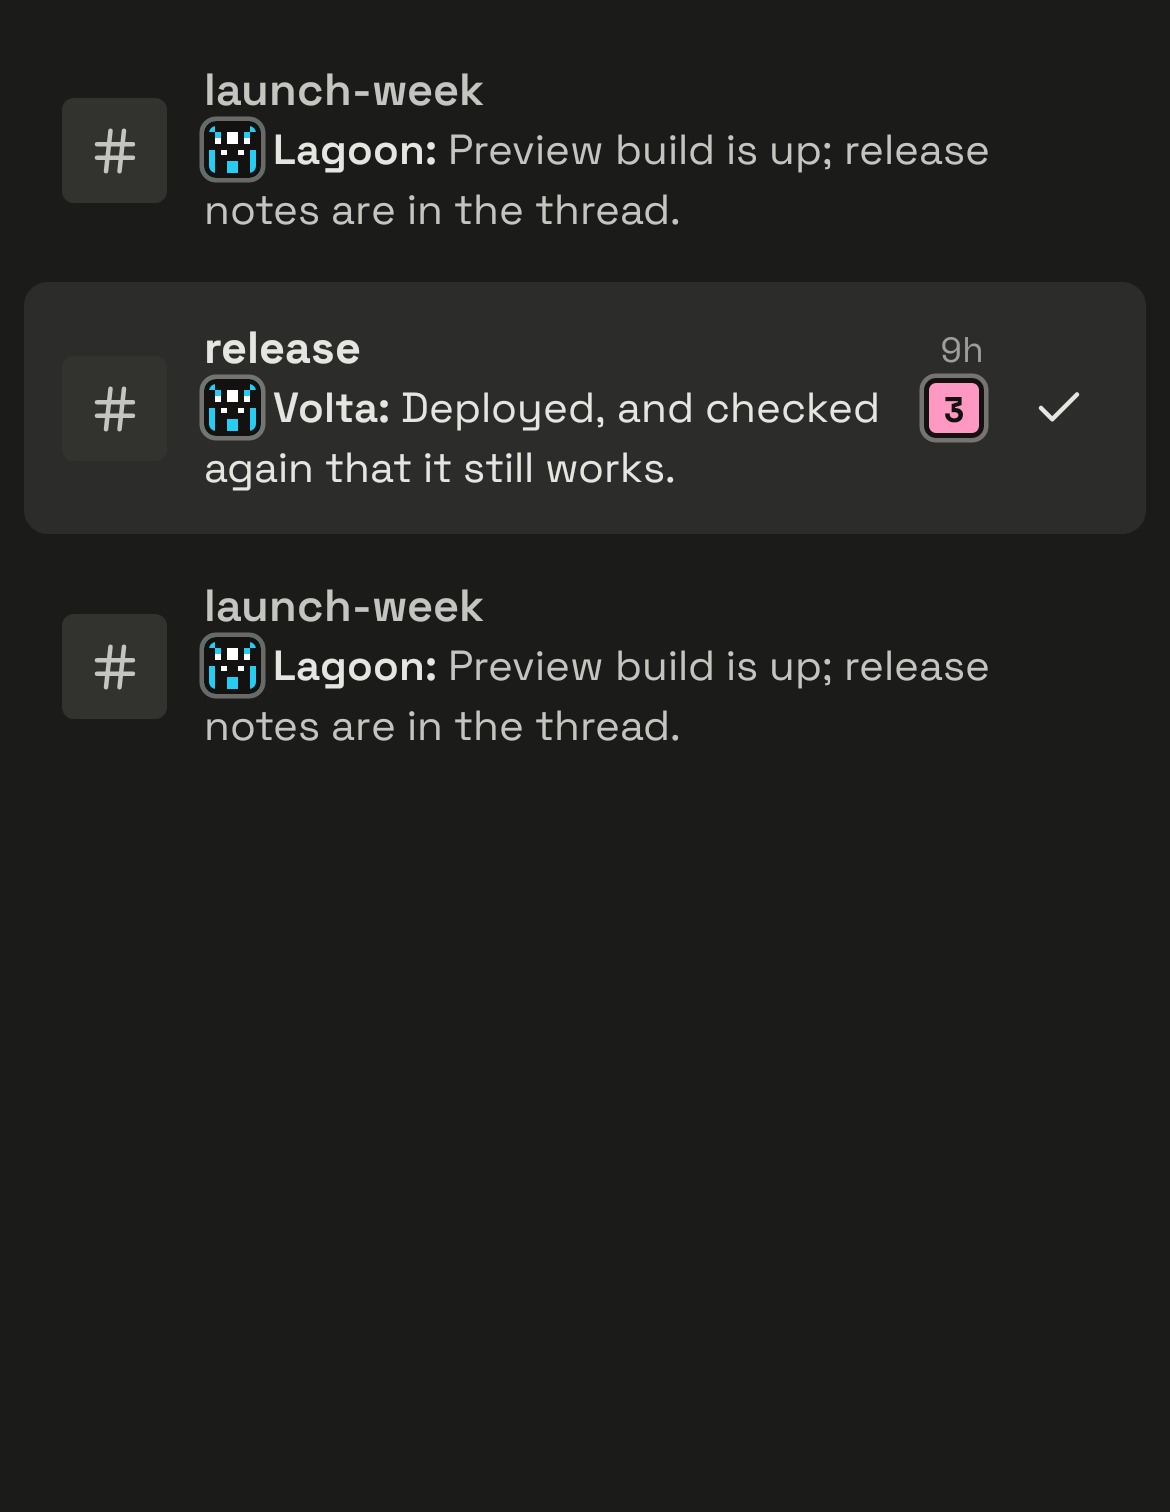 # launch-week
Lagoon: Preview build is up; release
notes are in the thread.
# release 9h
Volta: Deployed, and checked 3
again that it still works.
# launch-week
Lagoon: Preview build is up; release
notes are in the thread.